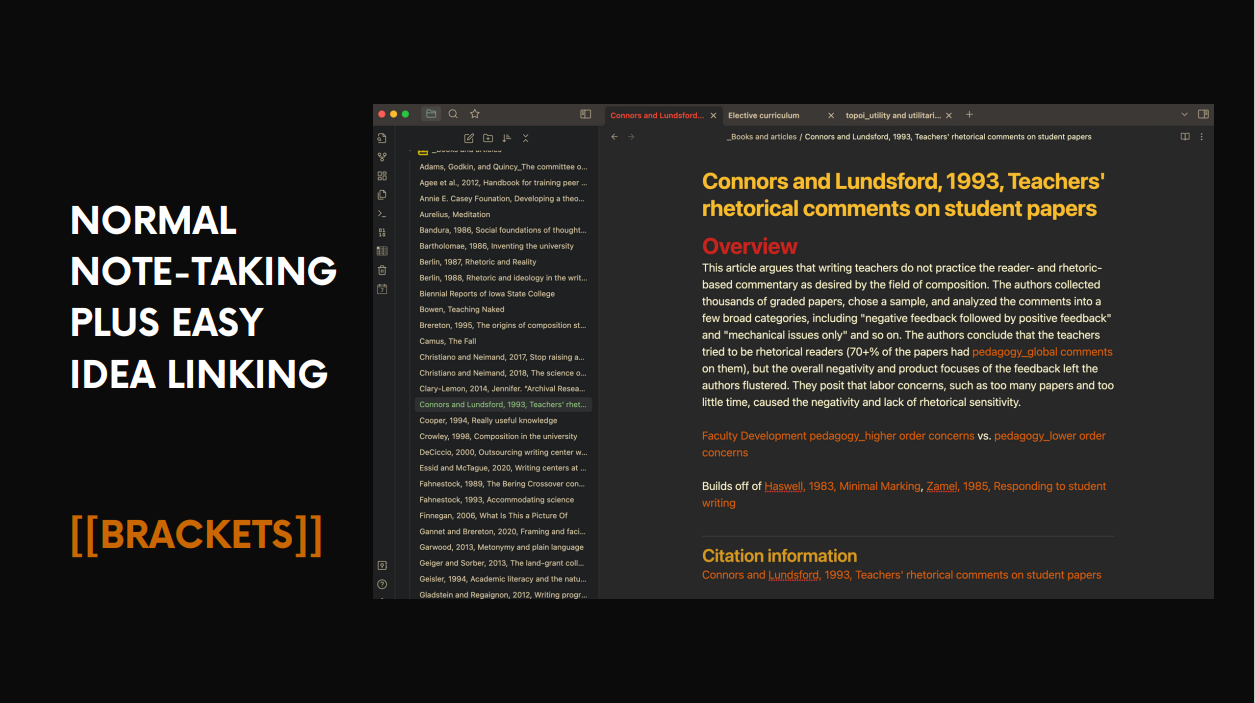 NORMAL
NOTE-TAKING
PLUS EASY
IDEA LINKING
[[BRACKETS]]
Connors and Lundsford...
Elective curriculum
topoi_utility and utilitari...
_Books and articles / Connors and Lundsford, 1993, Teachers' rhetorical comments on student papers
_Books and articles
Adams, Godkin, and Quincy_The committee o...
Agee et al., 2012, Handbook for training peer ...
Annie E. Casey Founation, Developing a theo...
Aurelius, Meditation
Bandura, 1986, Social foundations of thought...
Bartholomae, 1986, Inventing the university
Berlin, 1987, Rhetoric and Reality
Berlin, 1988, Rhetoric and ideology in the writ...
Biennial Reports of Iowa State College
Bowen, Teaching Naked
Brereton, 1995, The origins of composition st...
Camus, The Fall
Christiano and Neimand, 2017, Stop raising a...
Christiano and Neimand, 2018, The science o...
Clary-Lemon, 2014, Jennifer. "Archival Resea...
Connors and Lundsford, 1993, Teachers' rhet...
Cooper, 1994, Really useful knowledge
Crowley, 1998, Composition in the university
DeCiccio, 2000, Outsourcing writing center w...
Essid and McTague, 2020, Writing centers at ...
Fahnestock, 1989, The Bering Crossover con...
Fahnestock, 1993, Accommodating science
Finnegan, 2006, What Is This a Picture Of
Gannet and Brereton, 2020, Framing and faci...
Garwood, 2013, Metonymy and plain language
Geiger and Sorber, 2013, The land-grant coll...
Geisler, 1994, Academic literacy and the natu...
Gladstein and Regaignon, 2012, Writing progr...
Connors and Lundsford, 1993, Teachers'
rhetorical comments on student papers
Overview
This article argues that writing teachers do not practice the reader- and rhetoric-
based commentary as desired by the field of composition. The authors collected
thousands of graded papers, chose a sample, and analyzed the comments into a
few broad categories, including "negative feedback followed by positive feedback"
and "mechanical issues only" and so on. The authors conclude that the teachers
tried to be rhetorical readers (70+% of the papers had pedagogy_global comments
on them), but the overall negativity and product focuses of the feedback left the
authors flustered. They posit that labor concerns, such as too many papers and too
little time, caused the negativity and lack of rhetorical sensitivity.
Faculty Development pedagogy_higher order concerns vs. pedagogy_lower order
concerns
Builds off of Haswell, 1983, Minimal Marking, Zamel, 1985, Responding to student
writing
Citation information
Connors and Lundsford, 1993, Teachers' rhetorical comments on student papers